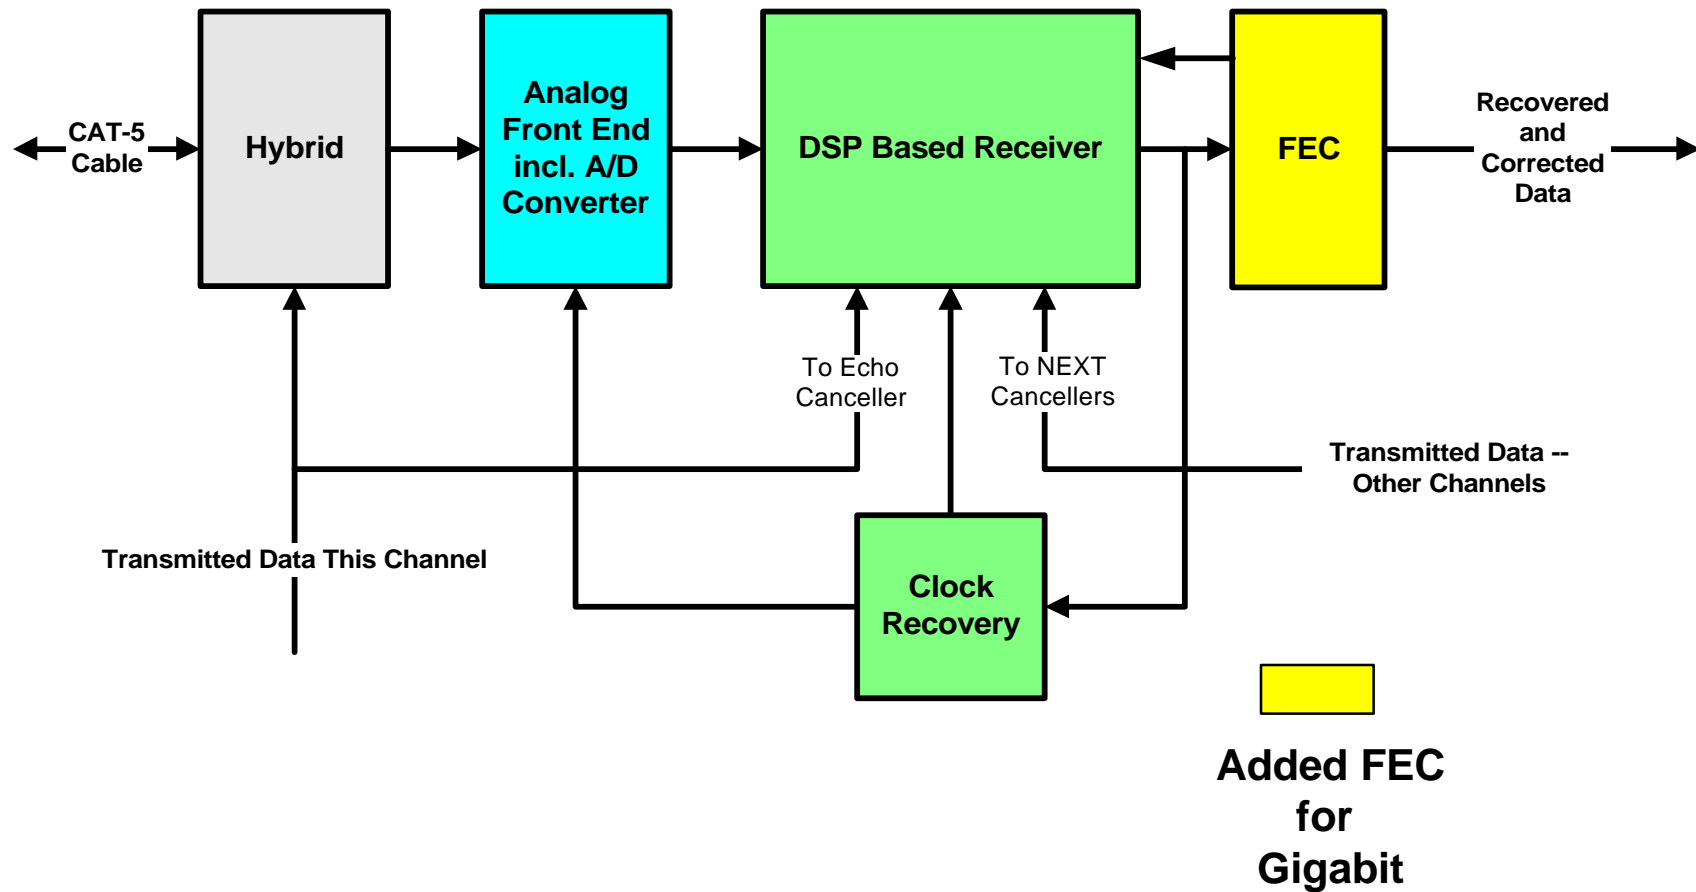 CAT-5
Cable
Hybrid
Analog
Front End
incl. A/D
Converter
DSP Based Receiver
FEC
Recovered
and
Corrected
Data
To Echo
Canceller
To NEXT
Cancellers
Transmitted Data --
Other Channels
Transmitted Data This Channel
Clock
Recovery
Added FEC
for
Gigabit